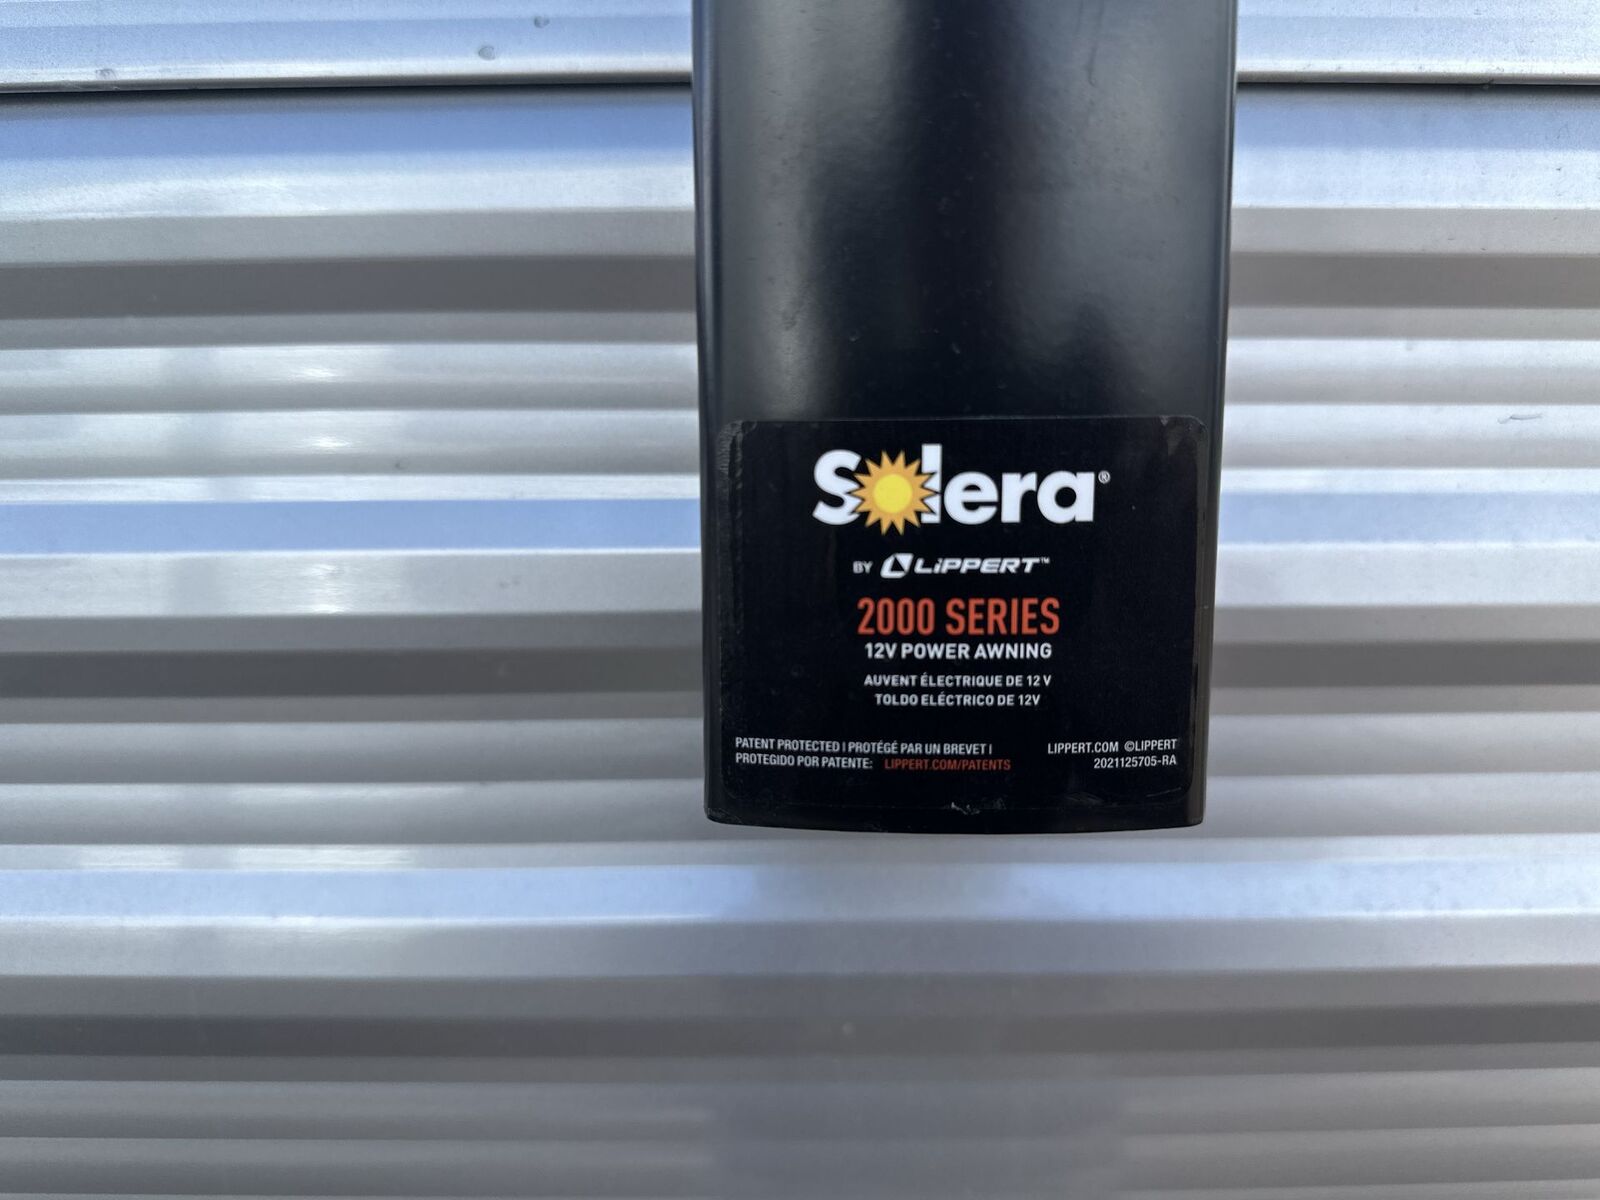 Solera®
BY LIPPERT™
2000 SERIES
12V POWER AWNING
AUVENT ÉLECTRIQUE DE 12 V
TOLDO ELÉCTRICO DE 12V
PATENT PROTECTED | PROTÉGÉ PAR UN BREVET |
PROTEGIDO POR PATENTE: LIPPERT.COM/PATENTS
LIPPERT.COM ©LIPPERT
2021125705-RA